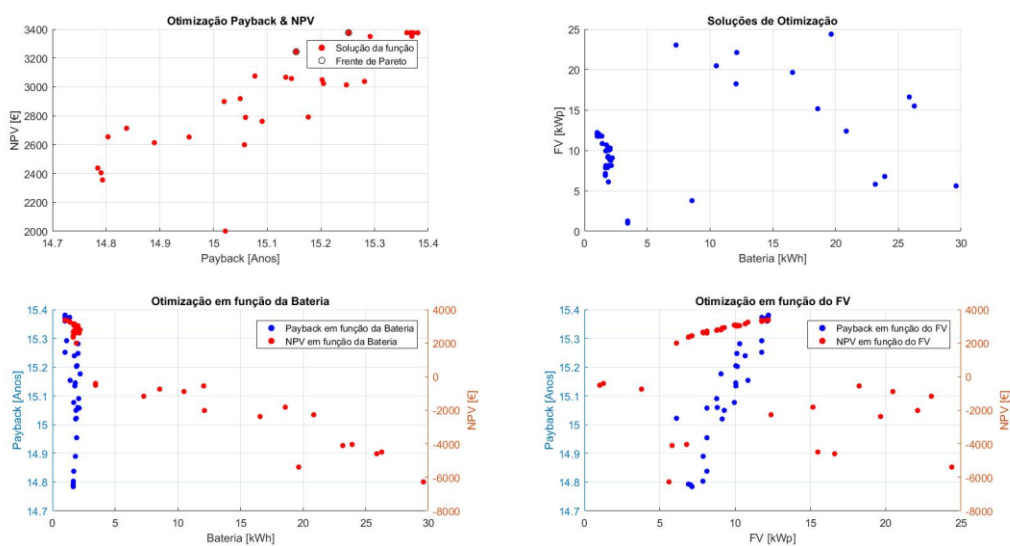 Otimização Payback & NPV
3400
3200
3000
2800
2600
2400
2200
2000
NPV [€]
Solução da função
Frente de Pareto
14.7 14.8 14.9 15 15.1 15.2 15.3 15.4
Payback [Anos]
Soluções de Otimização
25
20
15
10
5
0
FV [kWp]
0 5 10 15 20 25 30
Bateria [kWh]
Otimização em função da Bateria
15.4
15.3
15.2
15.1
15
14.9
14.8
14.7
Payback [Anos]
Payback em função da Bateria
NPV em função da Bateria
4000
2000
0
-2000
-4000
-6000
-8000
NPV [€]
0 5 10 15 20 25 30
Bateria [kWh]
Otimização em função do FV
15.4
15.3
15.2
15.1
15
14.9
14.8
14.7
Payback [Anos]
Payback em função do FV
NPV em função do FV
4000
2000
0
-2000
-4000
-6000
-8000
NPV [€]
0 5 10 15 20 25
FV [kWp]